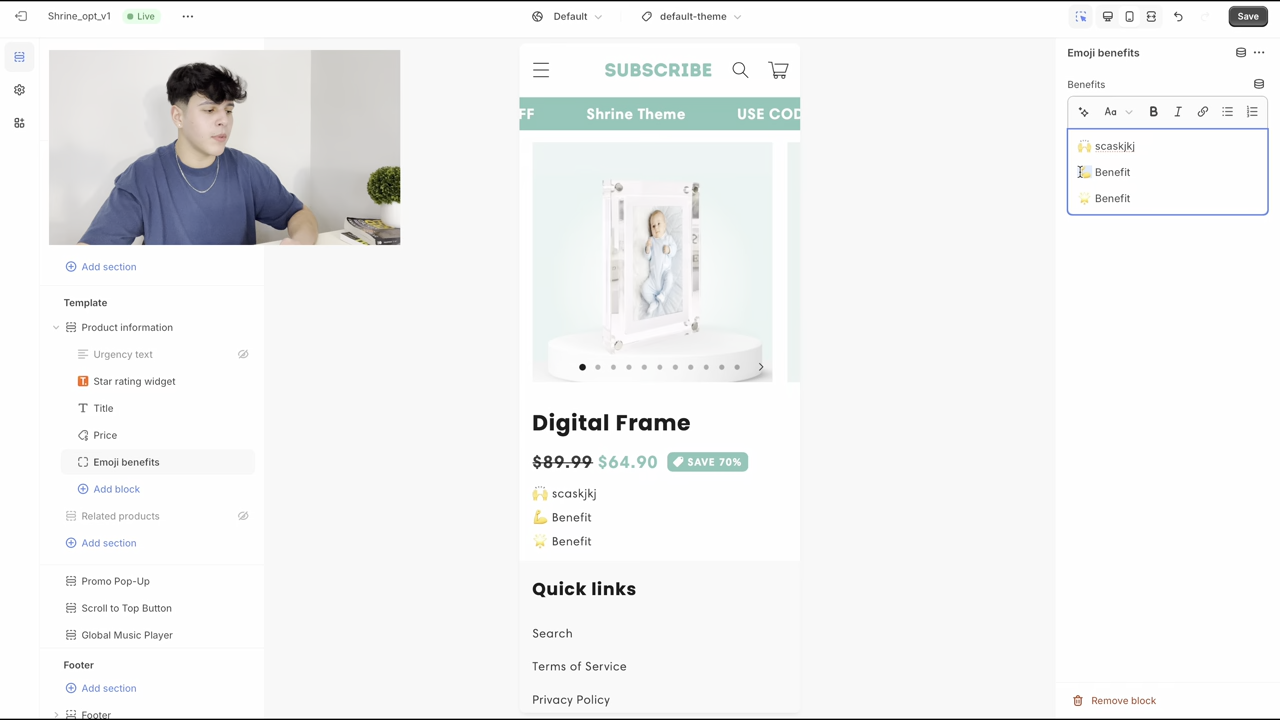 Shrine_opt_v1 Live ··· Default default-theme Save
Add section
Template
Product information
Urgency text
Star rating widget
Title
Price
Emoji benefits
Add block
Related products
Add section
Promo Pop-Up
Scroll to Top Button
Global Music Player
Footer
Add section
Footer
SUBSCRIBE
FF Shrine Theme USE COD
Digital Frame
$89.99 $64.90 SAVE 70%
🙌 scaskjkj
💪 Benefit
🌟 Benefit
Quick links
Search
Terms of Service
Privacy Policy
Emoji benefits
Benefits
Aa B I
🙌 scaskjkj
💪 Benefit
🌟 Benefit
Remove block